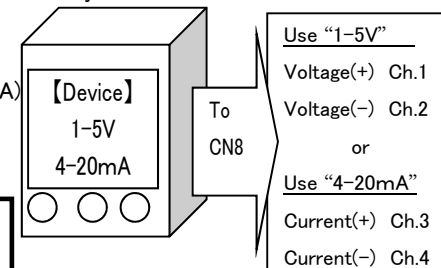 A)
【Device】
1-5V
4-20mA
To
CN8
Use “1-5V”
Voltage(+) Ch.1
Voltage(-) Ch.2
or
Use “4-20mA”
Current(+) Ch.3
Current(-) Ch.4